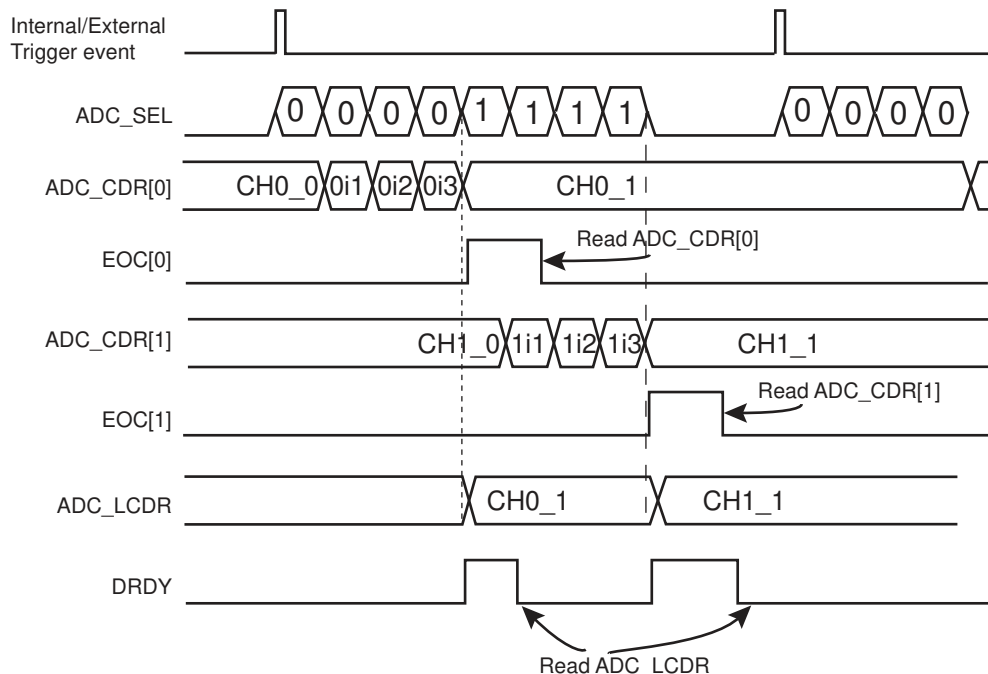 Internal/External
Trigger event
ADC_SEL 0 0 0 0 1 1 1 1 0 0 0 0
ADC_CDR[0] CH0_0 0i1 0i2 0i3 CH0_1
EOC[0] Read ADC_CDR[0]
ADC_CDR[1] CH1_0 1i1 1i2 1i3 CH1_1
EOC[1] Read ADC_CDR[1]
ADC_LCDR CH0_1 CH1_1
DRDY
Read ADC_LCDR